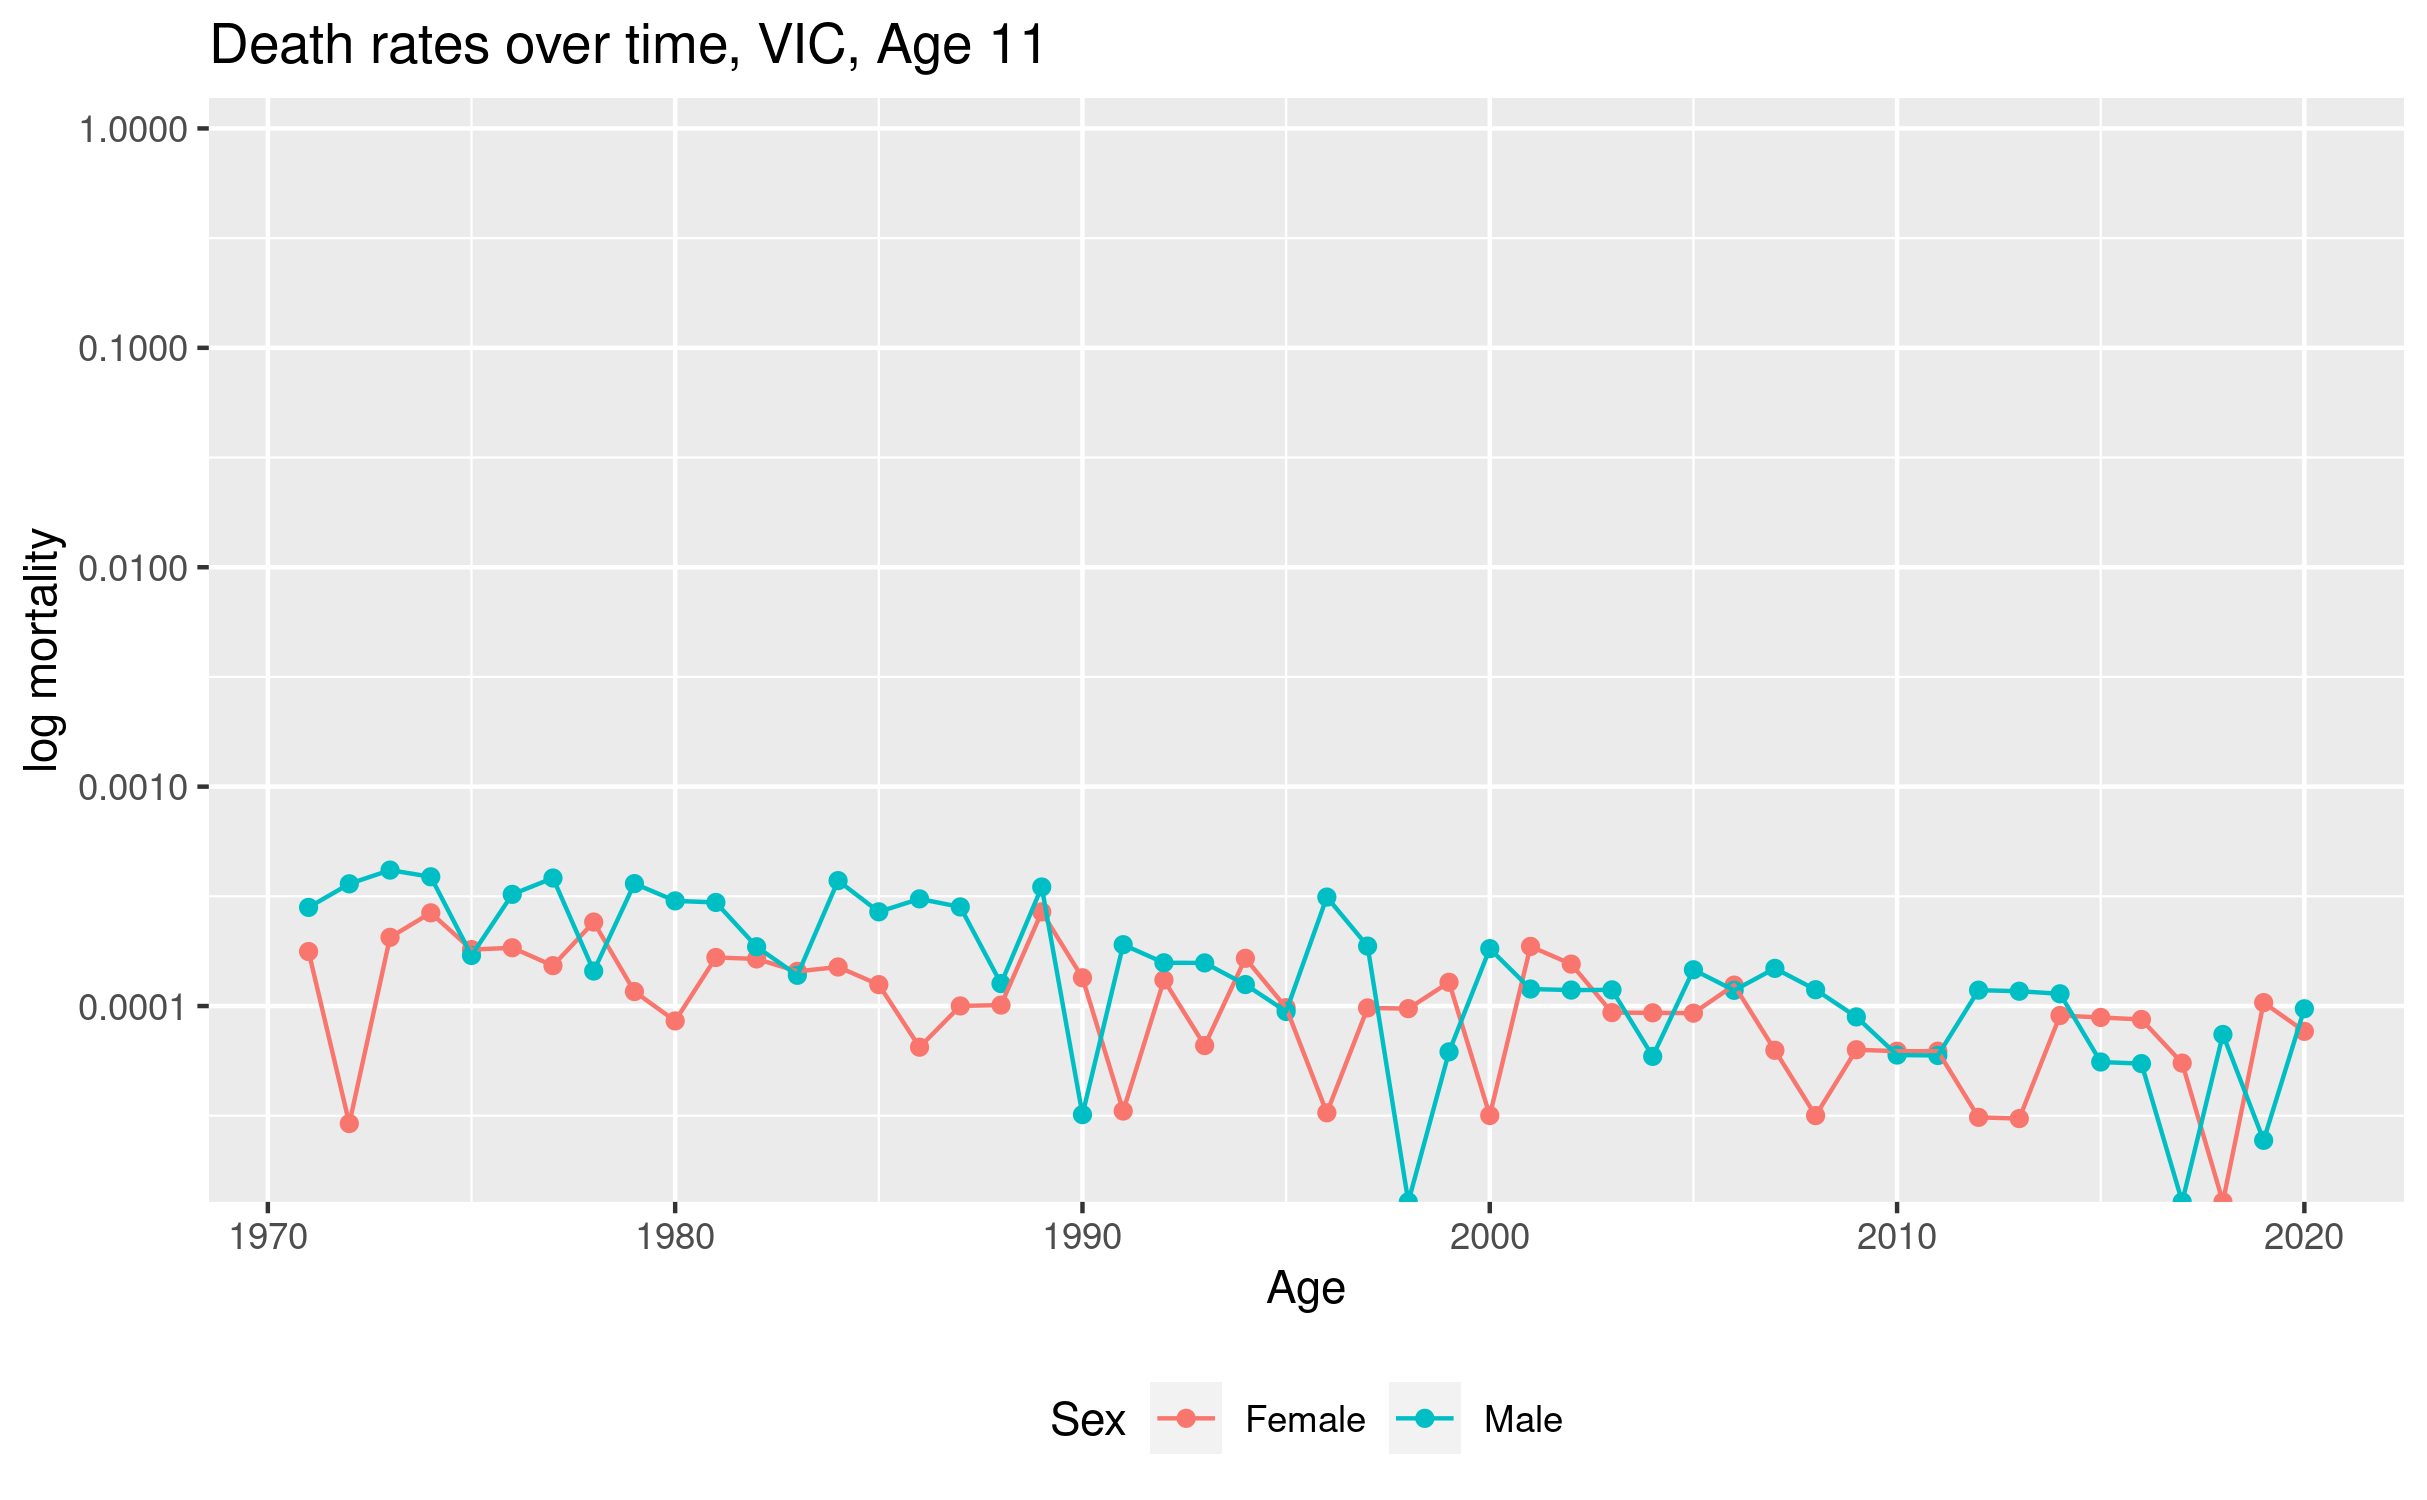 Death rates over time, VIC, Age 11
1.0000
0.1000
0.0100
0.0010
0.0001
log mortality
1970 1980 1990 2000 2010 2020
Age
Sex Female Male